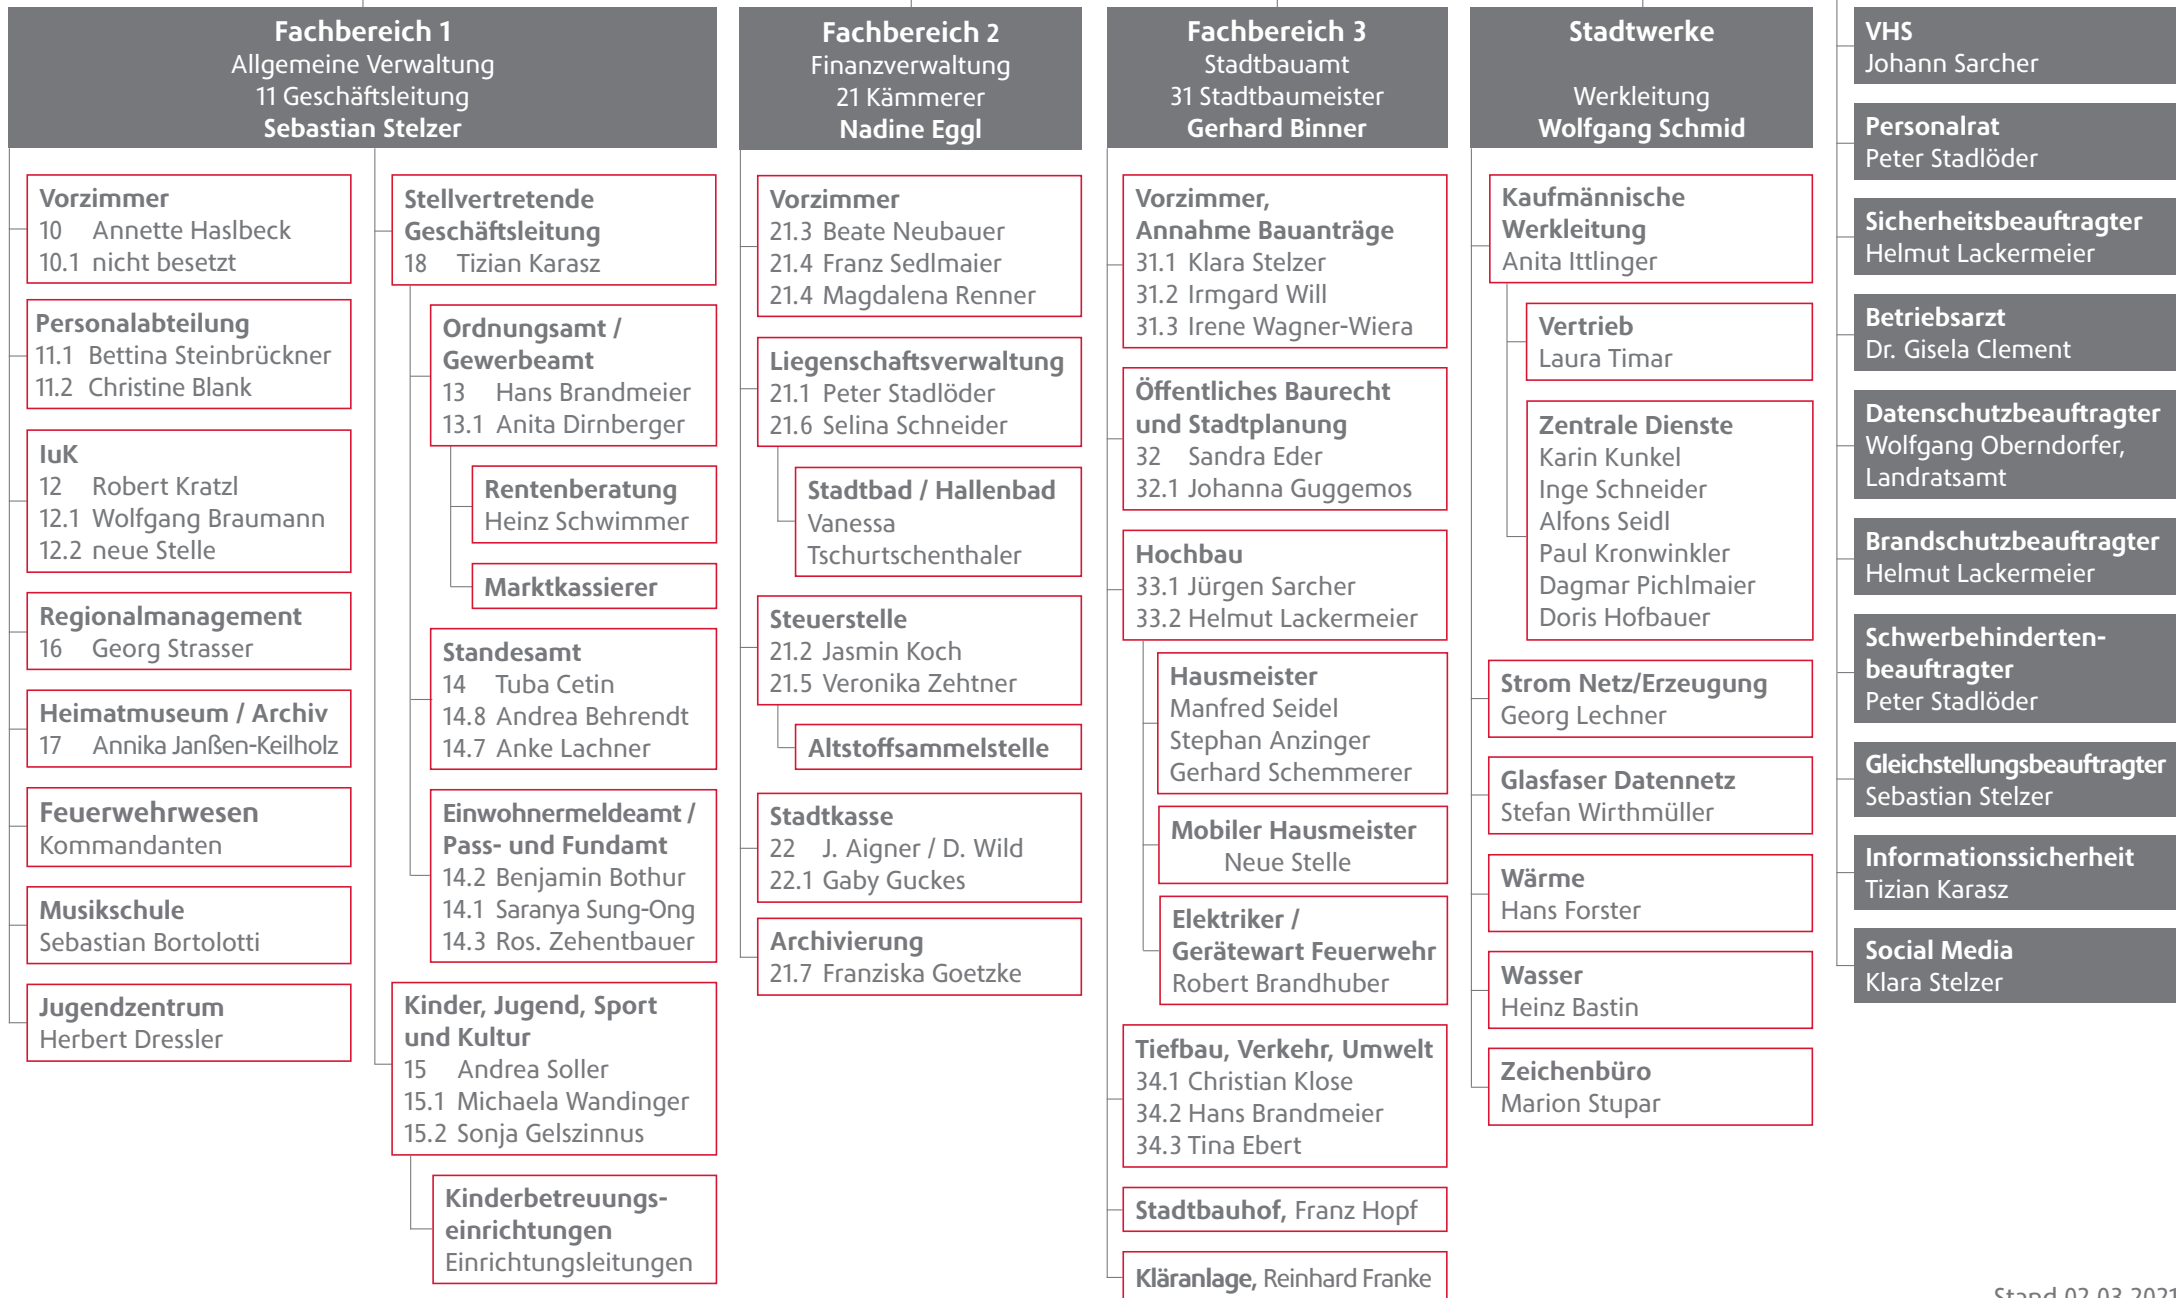 Fachbereich 1
Allgemeine Verwaltung
11 Geschäftsleitung
Sebastian Stelzer
Vorzimmer
10 Annette Haslbeck
10.1 nicht besetzt
Personalabteilung
11.1 Bettina Steinbrückner
11.2 Christine Blank
IuK
12 Robert Kratzl
12.1 Wolfgang Braumann
12.2 neue Stelle
Regionalmanagement
16 Georg Strasser
Heimatmuseum / Archiv
17 Annika Janßen-Keilholz
Feuerwehrwesen
Kommandanten
Musikschule
Sebastian Bortolotti
Jugendzentrum
Herbert Dressler
Stellvertretende
Geschäftsleitung
18 Tizian Karasz
Ordnungsamt /
Gewerbeamt
13 Hans Brandmeier
13.1 Anita Dirnberger
Rentenberatung
Heinz Schwimmer
Marktkassierer
Standesamt
14 Tuba Cetin
14.8 Andrea Behrendt
14.7 Anke Lachner
Einwohnermeldeamt /
Pass- und Fundamt
14.2 Benjamin Bothur
14.1 Saranya Sung-Ong
14.3 Ros. Zehentbauer
Kinder, Jugend, Sport
und Kultur
15 Andrea Soller
15.1 Michaela Wandinger
15.2 Sonja Gelszinnus
Kinderbetreuungs-
einrichtungen
Einrichtungsleitungen
Fachbereich 2
Finanzverwaltung
21 Kämmerer
Nadine Eggl
Vorzimmer
21.3 Beate Neubauer
21.4 Franz Sedlmaier
21.4 Magdalena Renner
Liegenschaftsverwaltung
21.1 Peter Stadlöder
21.6 Selina Schneider
Stadtbad / Hallenbad
Vanessa
Tschurtschenthaler
Steuerstelle
21.2 Jasmin Koch
21.5 Veronika Zehtner
Altstoffsammelstelle
Stadtkasse
22 J. Aigner / D. Wild
22.1 Gaby Guckes
Archivierung
21.7 Franziska Goetzke
Fachbereich 3
Stadtbauamt
31 Stadtbaumeister
Gerhard Binner
Vorzimmer,
Annahme Bauanträge
31.1 Klara Stelzer
31.2 Irmgard Will
31.3 Irene Wagner-Wiera
Öffentliches Baurecht
und Stadtplanung
32 Sandra Eder
32.1 Johanna Guggemos
Hochbau
33.1 Jürgen Sarcher
33.2 Helmut Lackermeier
Hausmeister
Manfred Seidel
Stephan Anzinger
Gerhard Schemmerer
Mobiler Hausmeister
Neue Stelle
Elektriker /
Gerätewart Feuerwehr
Robert Brandhuber
Tiefbau, Verkehr, Umwelt
34.1 Christian Klose
34.2 Hans Brandmeier
34.3 Tina Ebert
Stadtbauhof, Franz Hopf
Kläranlage, Reinhard Franke
Stadtwerke
Werkleitung
Wolfgang Schmid
Kaufmännische
Werkleitung
Anita Ittlinger
Vertrieb
Laura Timar
Zentrale Dienste
Karin Kunkel
Inge Schneider
Alfons Seidl
Paul Kronwinkler
Dagmar Pichlmaier
Doris Hofbauer
Strom Netz/Erzeugung
Georg Lechner
Glasfaser Datennetz
Stefan Wirthmüller
Wärme
Hans Forster
Wasser
Heinz Bastin
Zeichenbüro
Marion Stupar
VHS
Johann Sarcher
Personalrat
Peter Stadlöder
Sicherheitsbeauftragter
Helmut Lackermeier
Betriebsarzt
Dr. Gisela Clement
Datenschutzbeauftragter
Wolfgang Oberndorfer,
Landratsamt
Brandschutzbeauftragter
Helmut Lackermeier
Schwerbehinderten-
beauftragter
Peter Stadlöder
Gleichstellungsbeauftragter
Sebastian Stelzer
Informationssicherheit
Tizian Karasz
Social Media
Klara Stelzer
Stand 02.03.2021